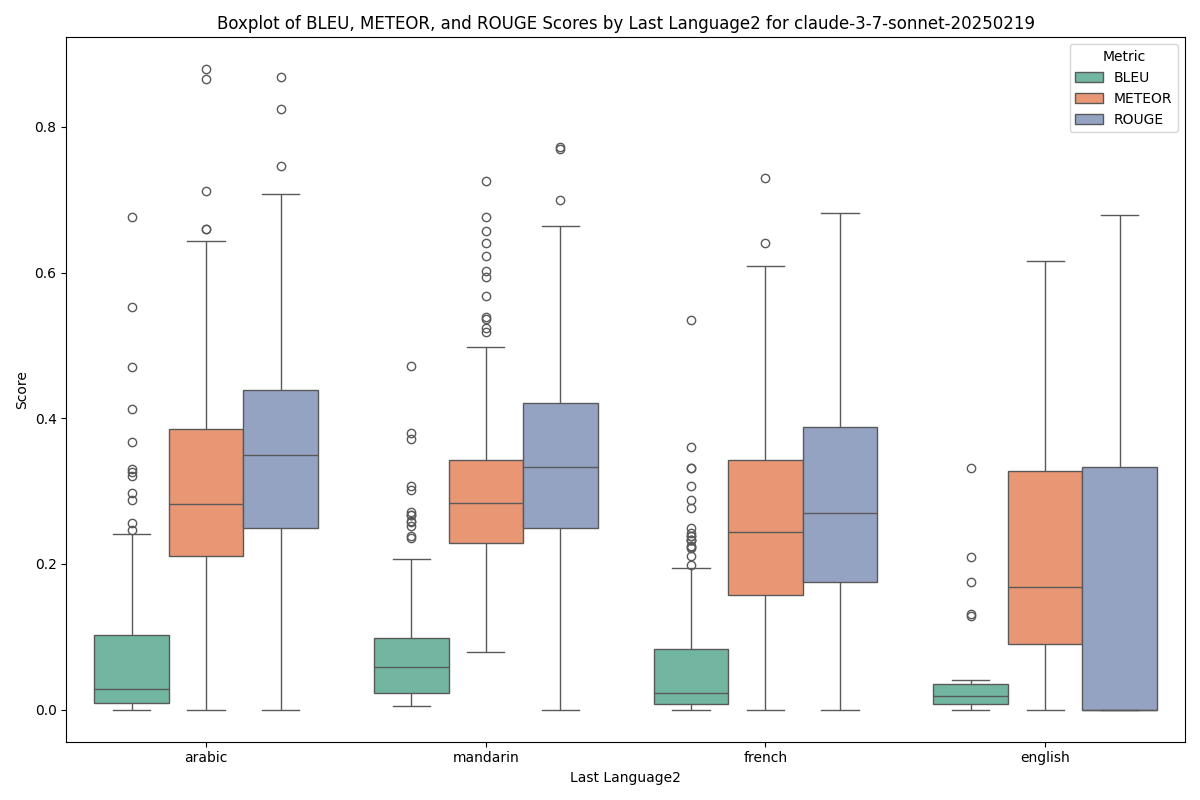 Boxplot of BLEU, METEOR, and ROUGE Scores by Last Language2 for claude-3-7-sonnet-20250219
Metric
BLEU
METEOR
ROUGE
Score
0.8
0.6
0.4
0.2
0.0
arabic
mandarin
french
english
Last Language2